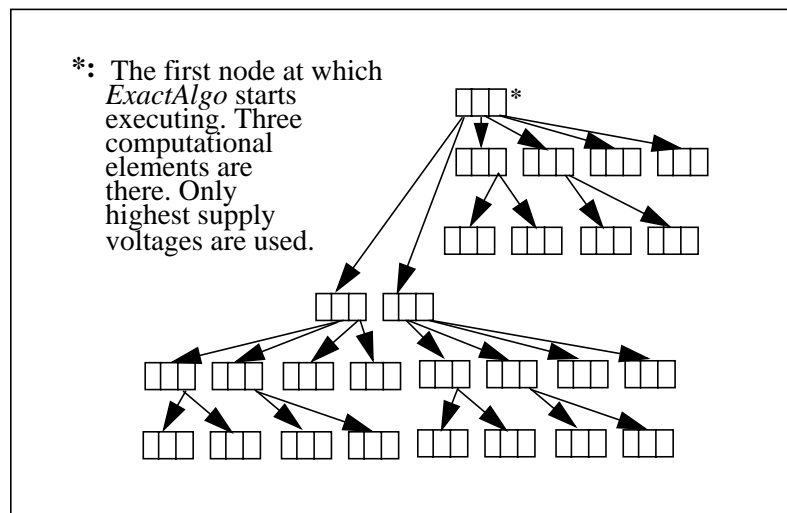 *: The first node at which
ExactAlgo starts
executing. Three
computational
elements are
there. Only
highest supply
voltages are used.
*